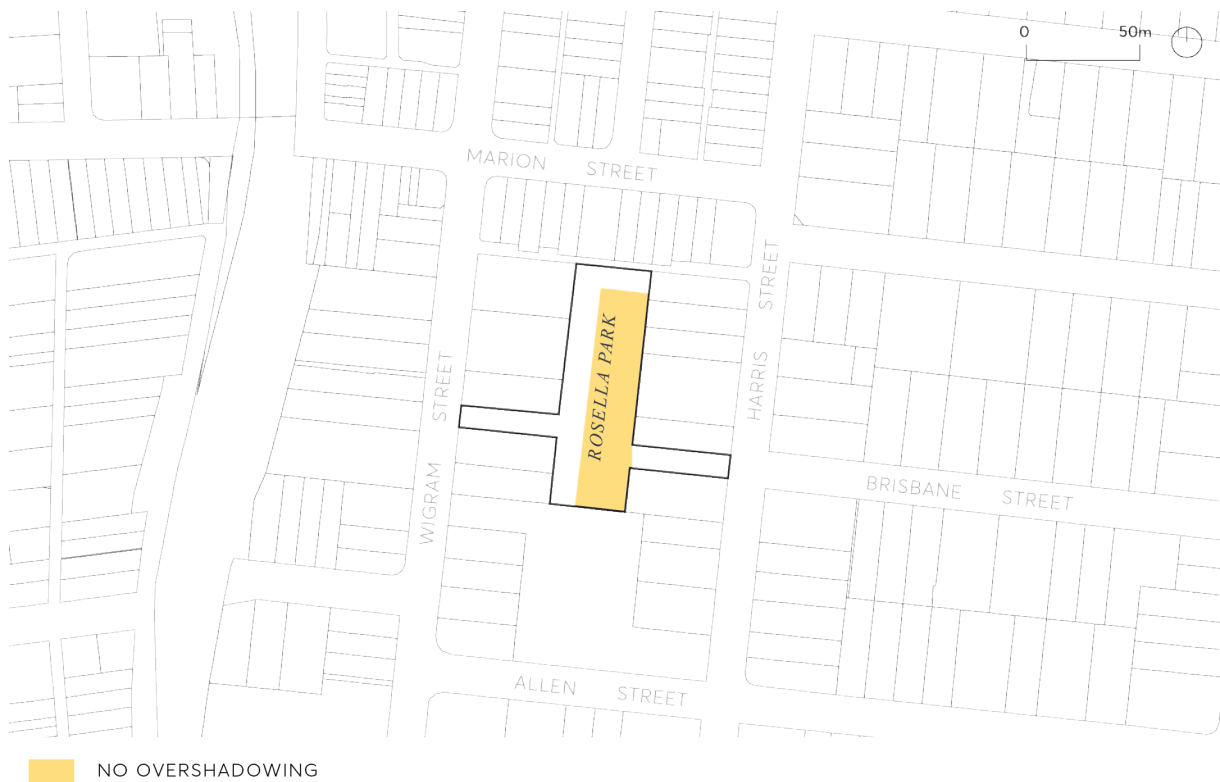 0 50m
MARION STREET
HARRIS STREET
ROSELLA PARK
WIGRAM STREET
BRISBANE STREET
ALLEN STREET
NO OVERSHADOWING